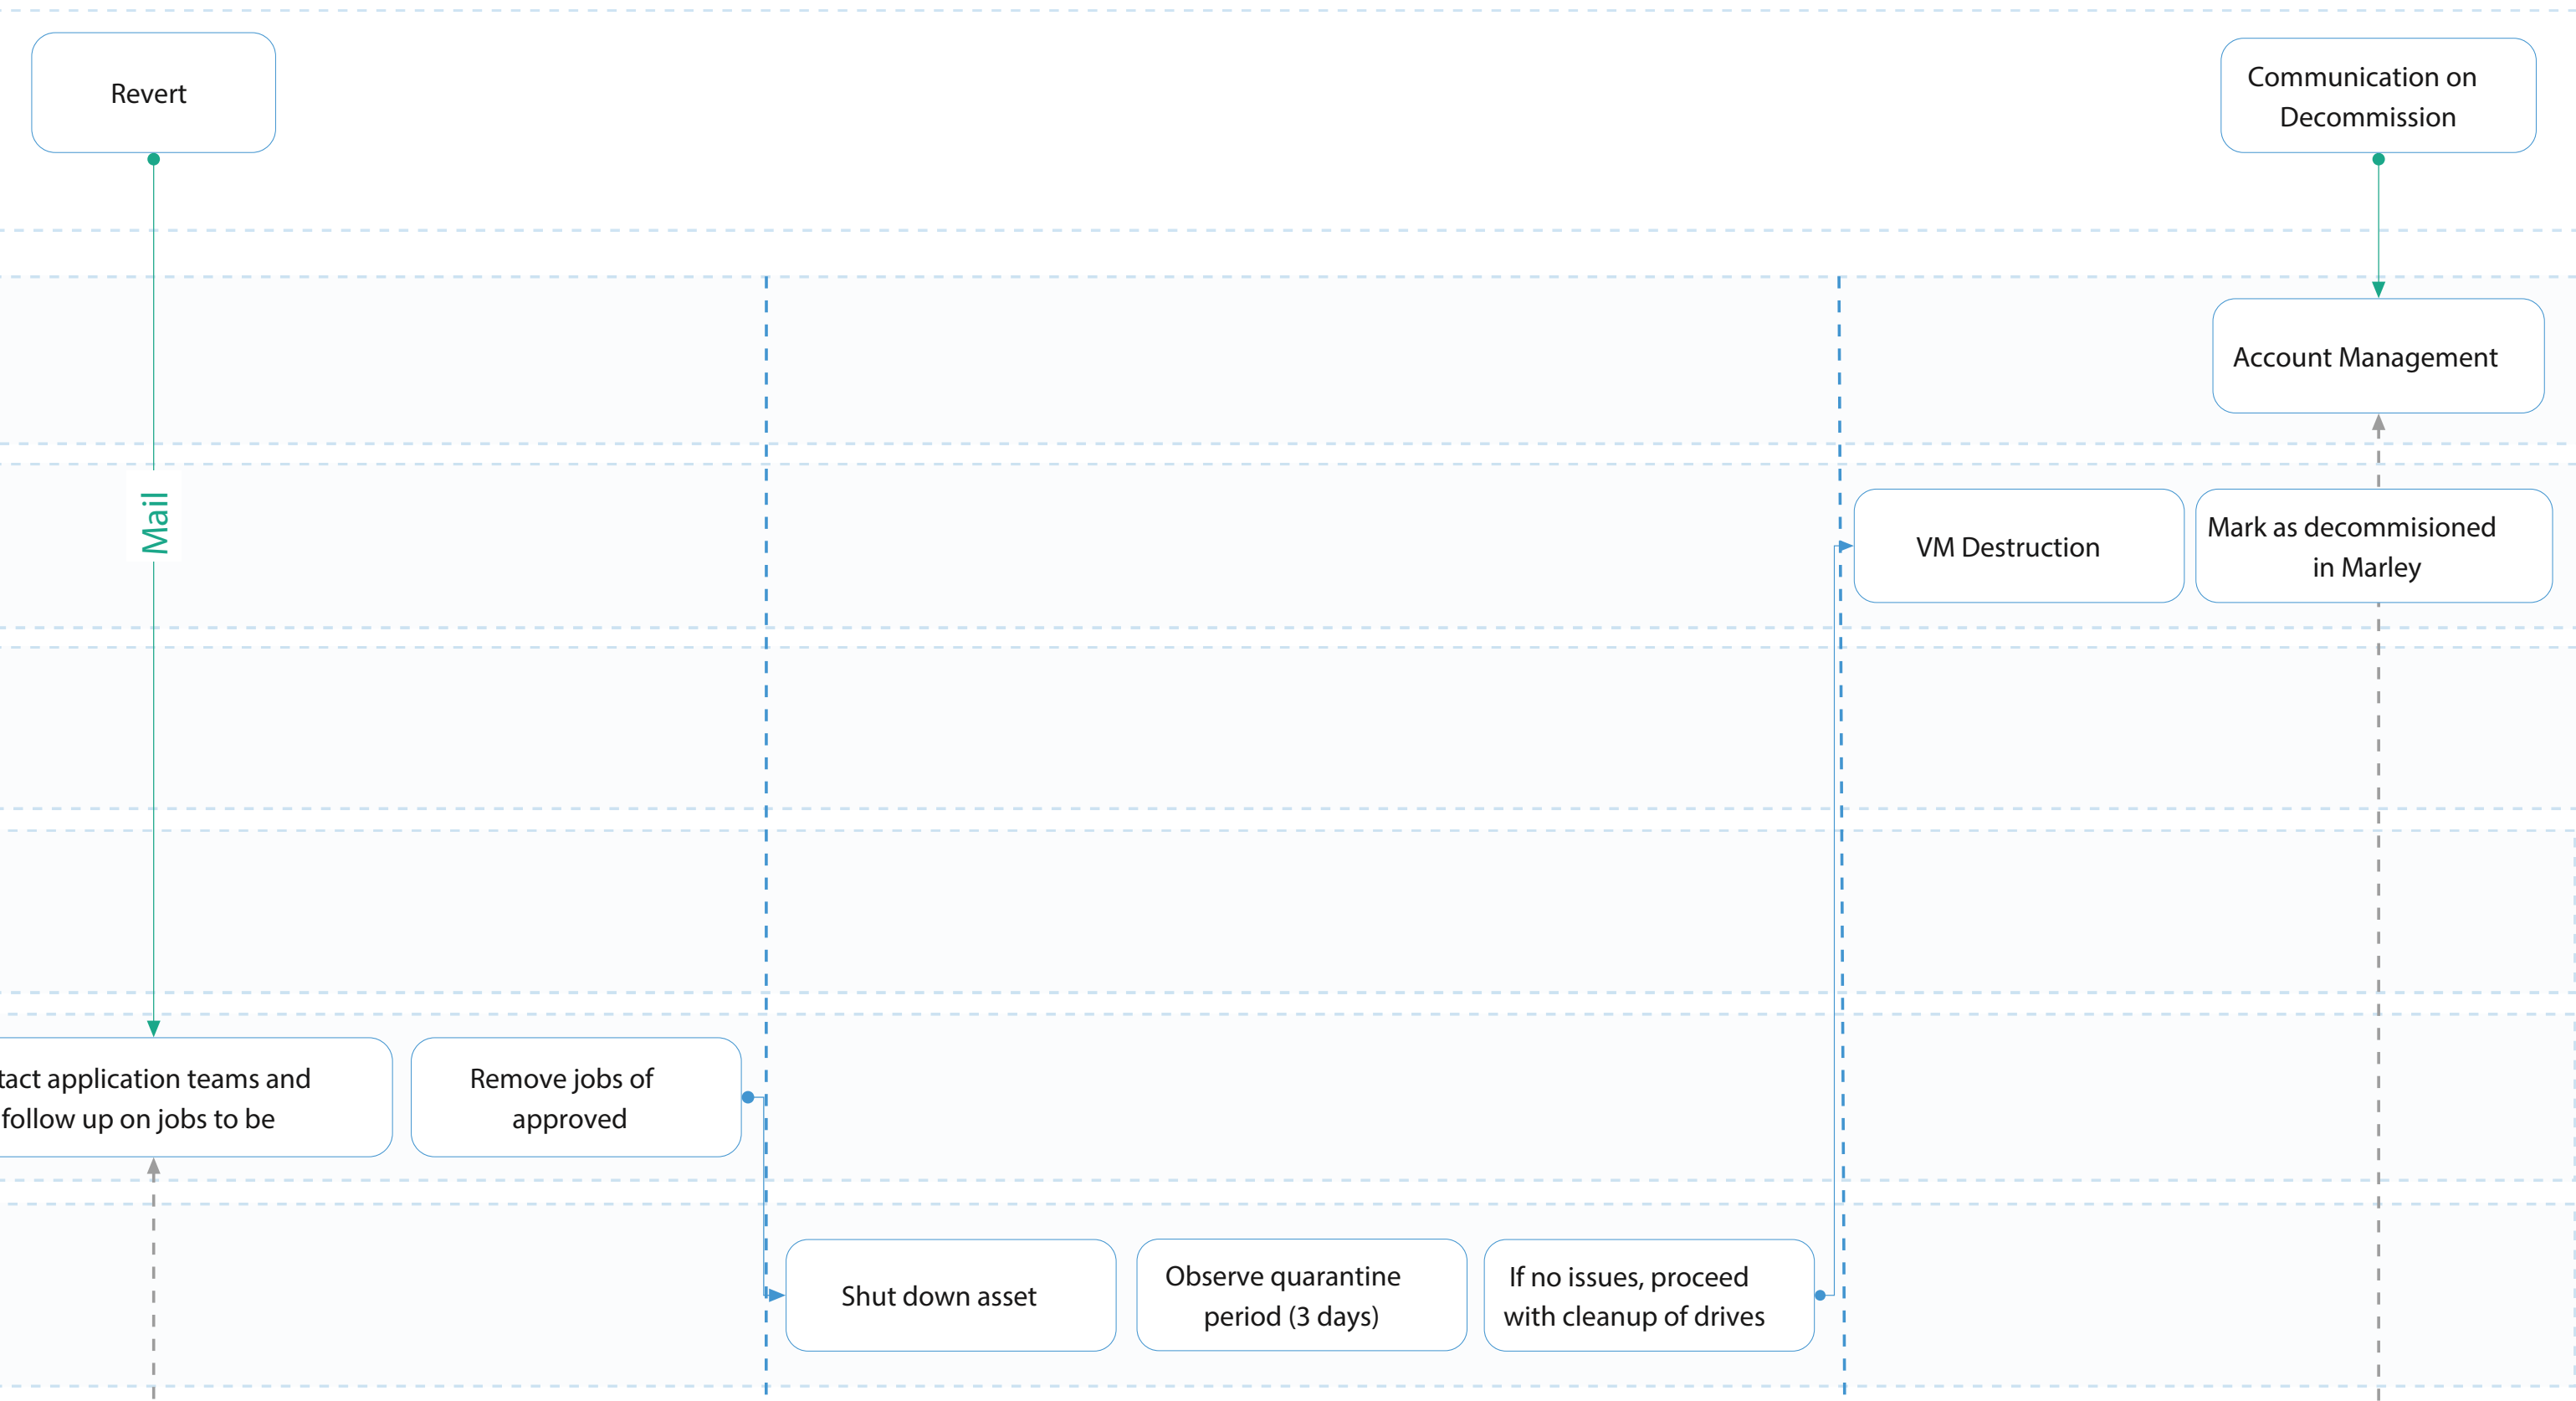 Revert
Communication on
Decommission
Account Management
Mail
VM Destruction
Mark as decommisioned
in Marley
tact application teams and
follow up on jobs to be
Remove jobs of
approved
Shut down asset
Observe quarantine
period (3 days)
If no issues, proceed
with cleanup of drives